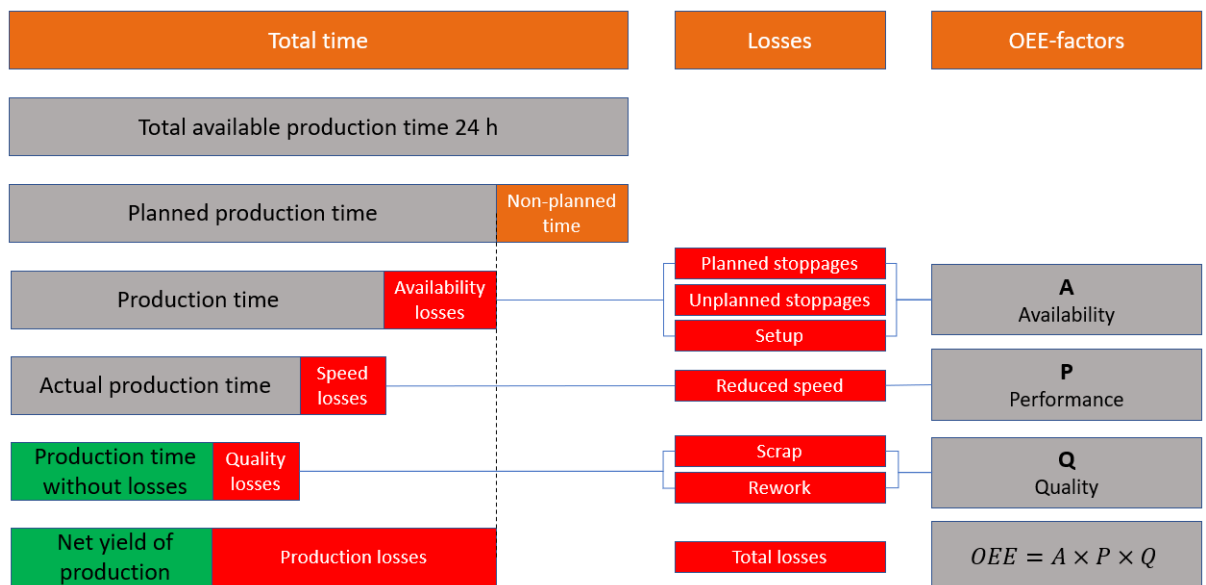 Total time
Losses
OEE-factors
Total available production time 24 h
Planned production time
Non-planned
time
Production time
Availability
losses
Planned stoppages
Unplanned stoppages
Setup
A
Availability
Actual production time
Speed
losses
Reduced speed
P
Performance
Production time
without losses
Quality
losses
Scrap
Rework
Q
Quality
Net yield of
production
Production losses
Total losses
OEE = A × P × Q